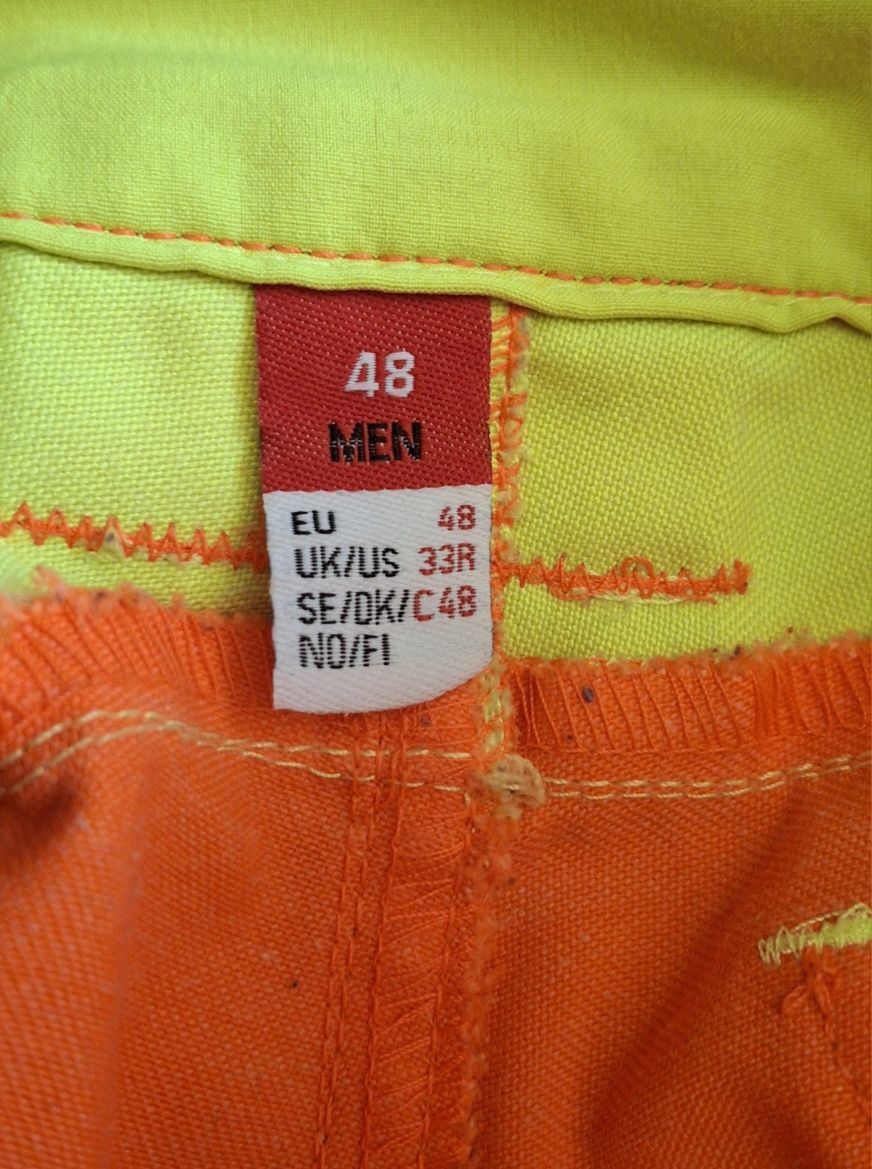 48
MEN
EU 48
UK/US 33R
SE/DK/C48
NO/FI